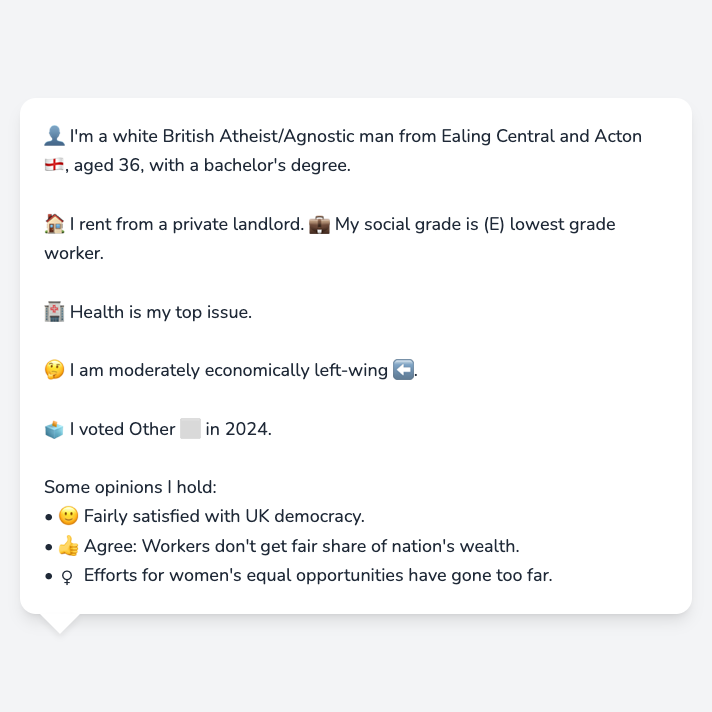 👤 I'm a white British Atheist/Agnostic man from Ealing Central and Acton
🏴󠁧󠁢󠁥󠁮󠁧󠁿, aged 36, with a bachelor's degree.
🏠 I rent from a private landlord. 💼 My social grade is (E) lowest grade
worker.
🏥 Health is my top issue.
🤔 I am moderately economically left-wing ⬅️.
🗳️ I voted Other ⬜ in 2024.
Some opinions I hold:
• 🙂 Fairly satisfied with UK democracy.
• 👍 Agree: Workers don't get fair share of nation's wealth.
• ♀ Efforts for women's equal opportunities have gone too far.